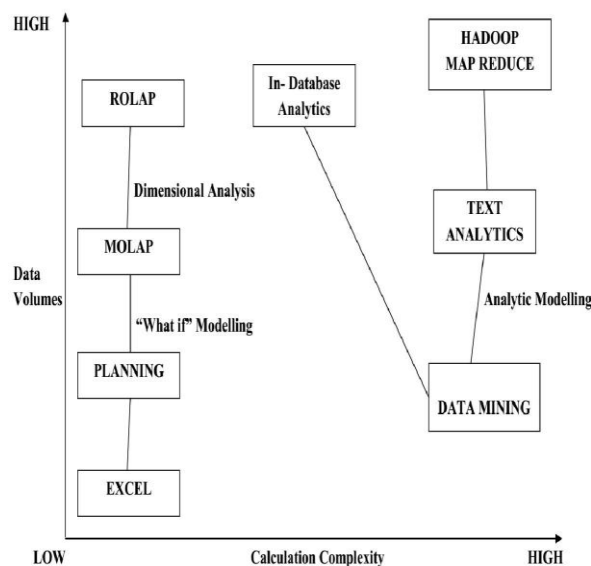 HIGH
HADOOP
MAP REDUCE
ROLAP
In- Database
Analytics
Dimensional Analysis
TEXT
ANALYTICS
MOLAP
Data
Volumes
Analytic Modelling
“What if” Modelling
PLANNING
DATA MINING
EXCEL
LOW
Calculation Complexity
HIGH